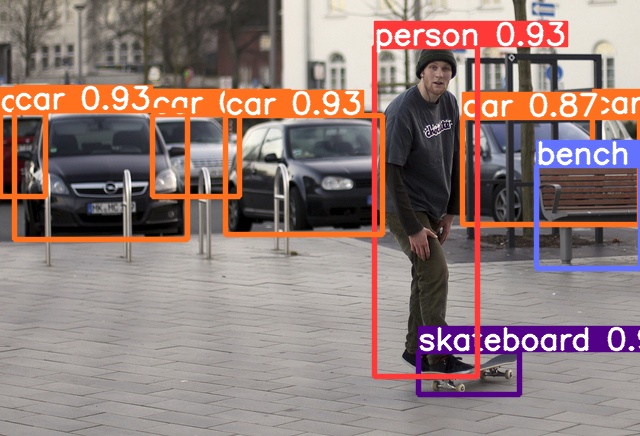 person 0.93
car 0.93
car
car 0.93
car 0.87
car
bench
skateboard 0.9